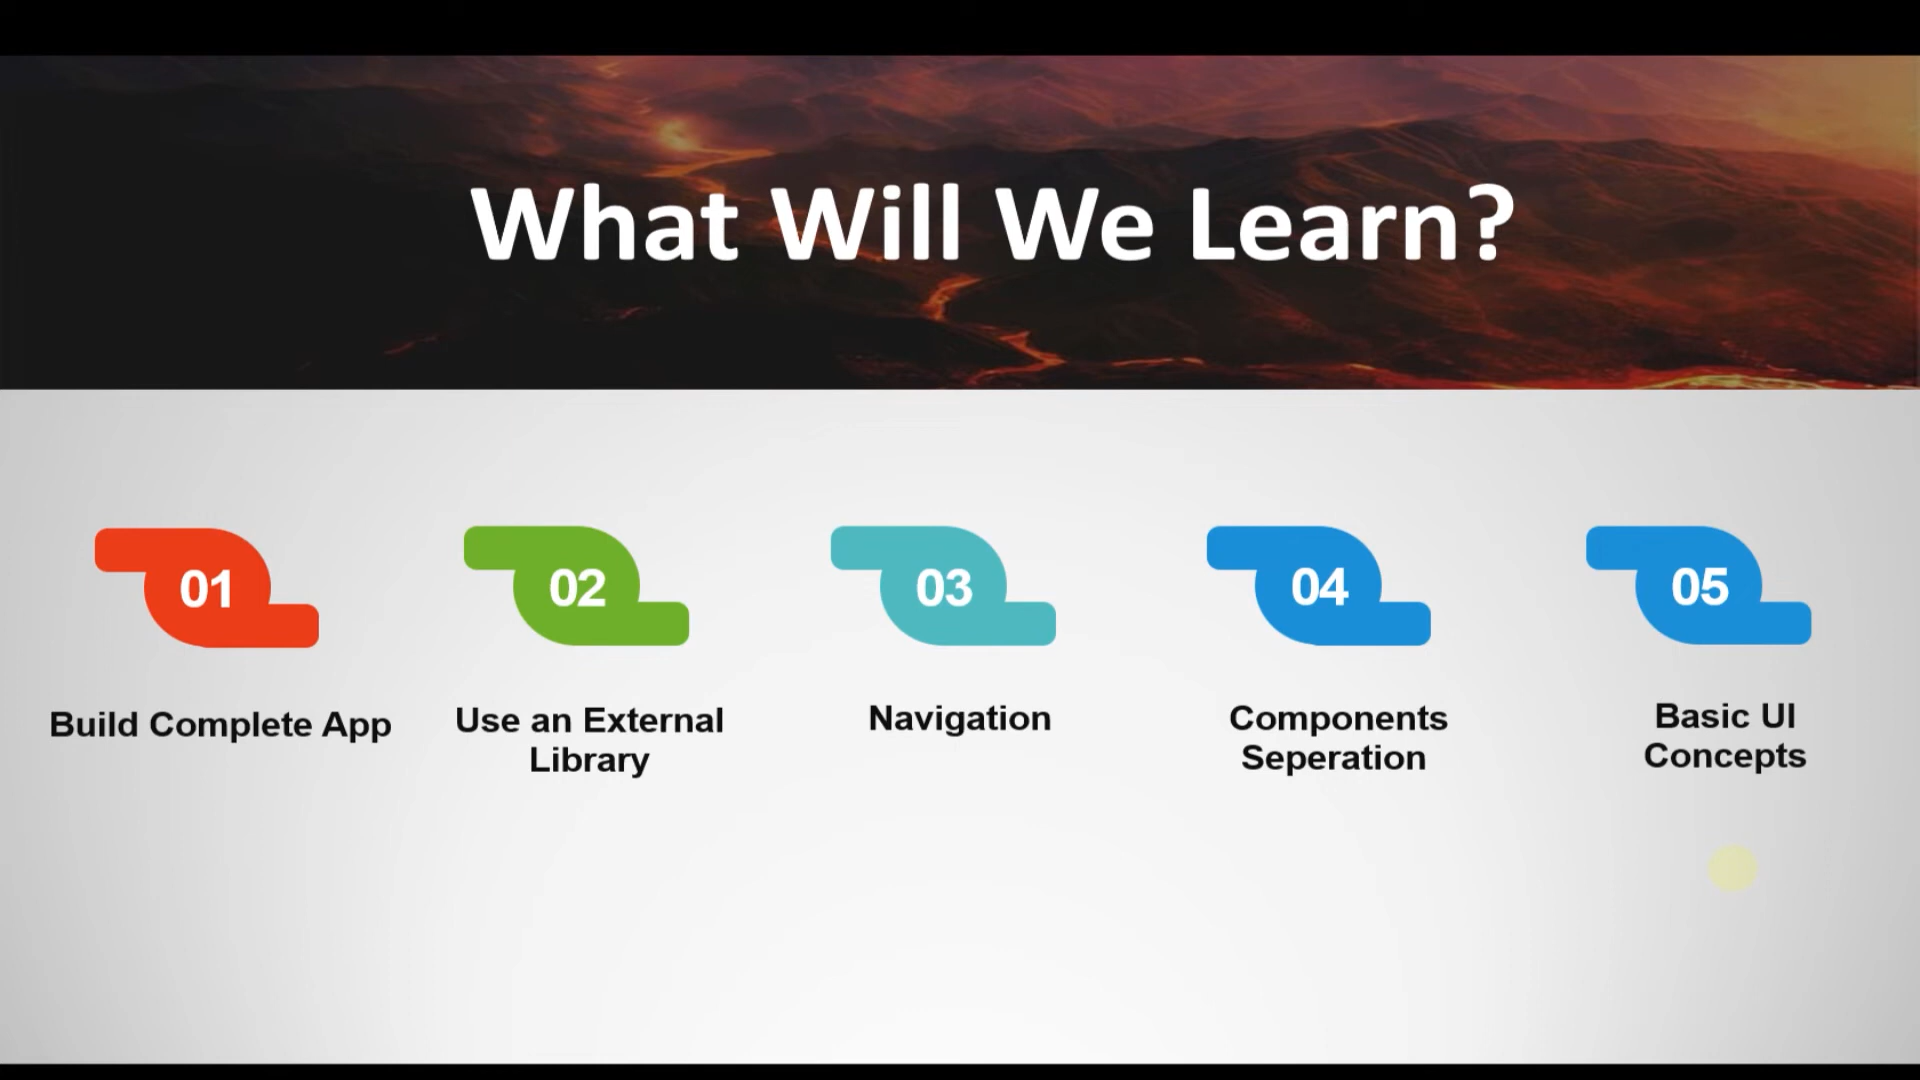 What Will We Learn?
01
02
03
04
05
Build Complete App
Use an External
Library
Navigation
Components
Seperation
Basic UI
Concepts